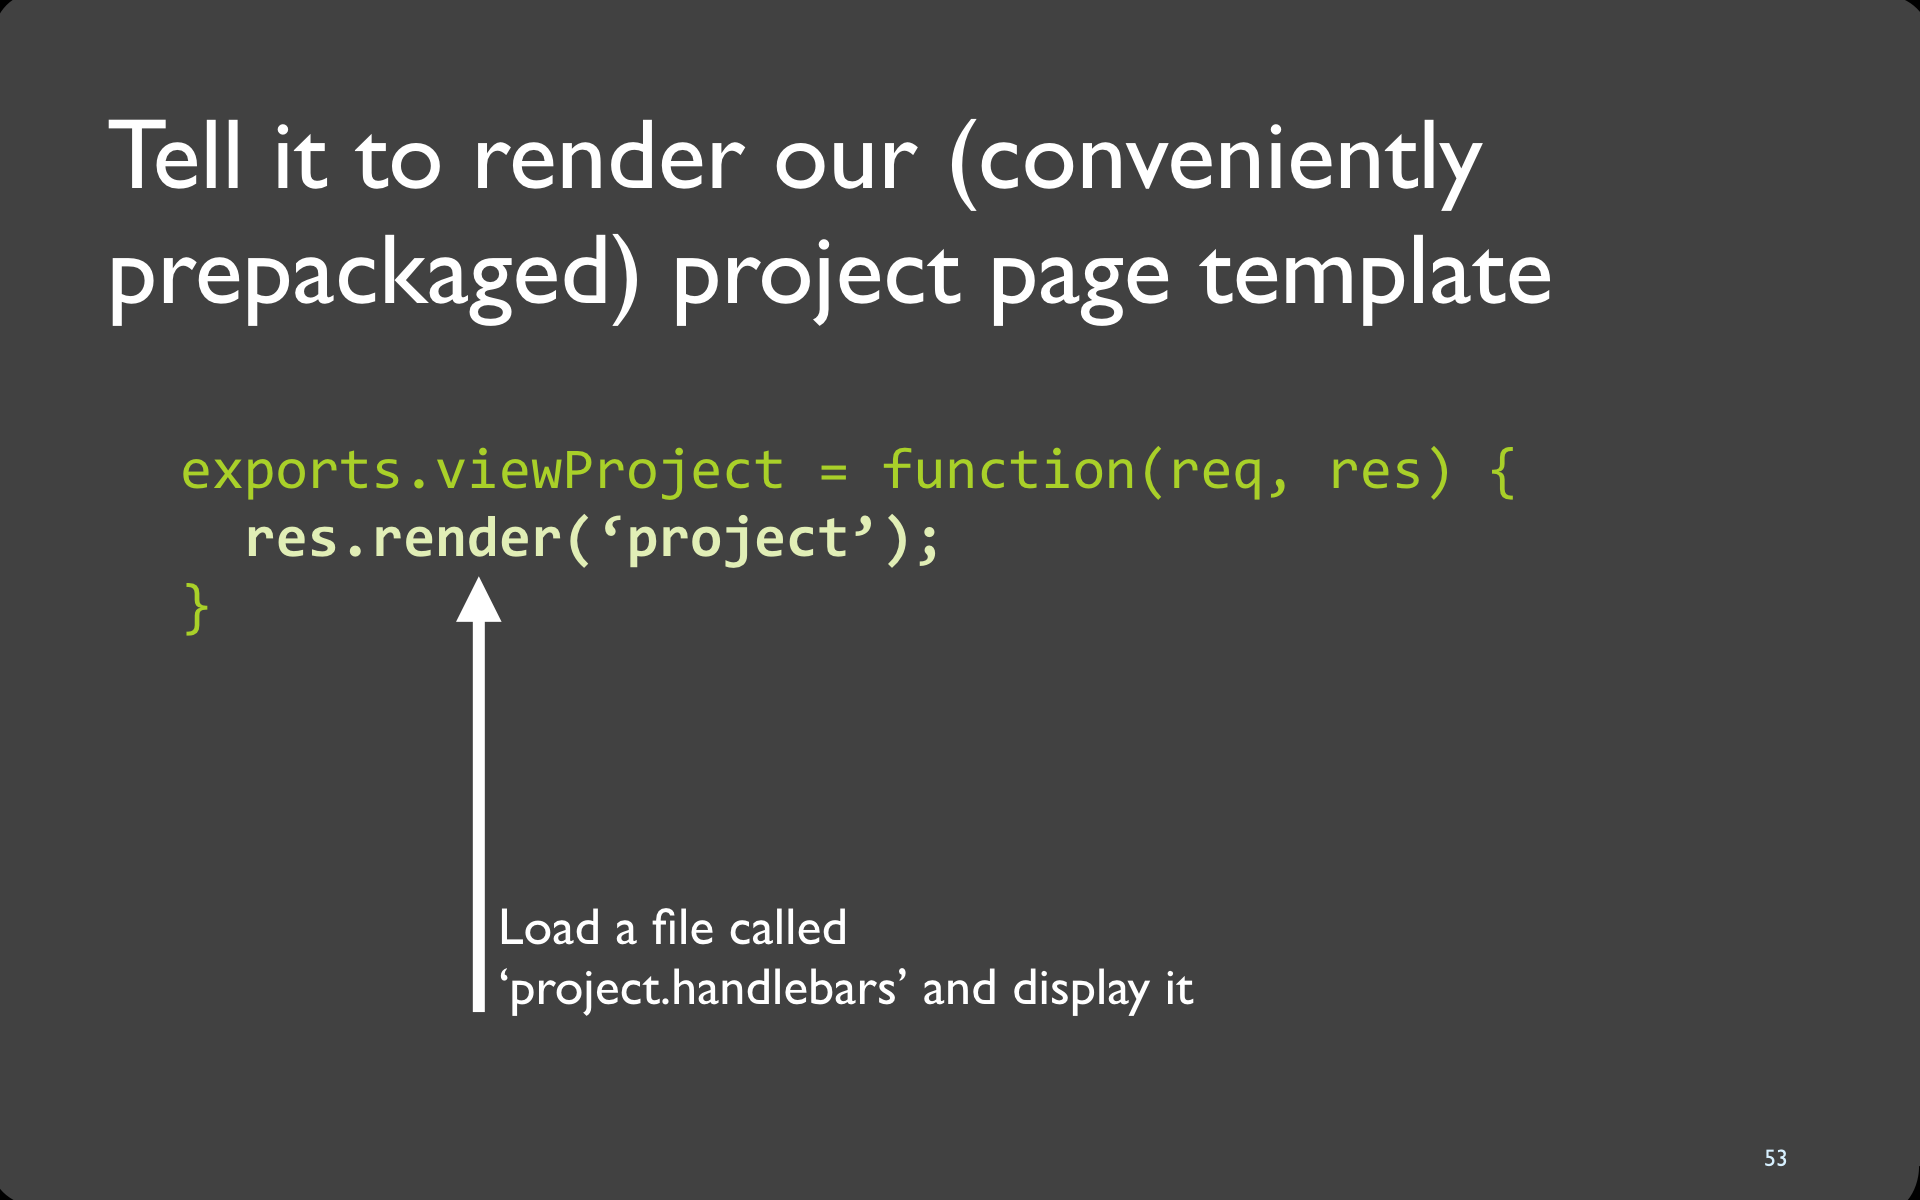 Tell it to render our (conveniently
prepackaged) project page template
exports.viewProject = function(req, res) {
  res.render(‘project’);
}
Load a file called
‘project.handlebars’ and display it
53